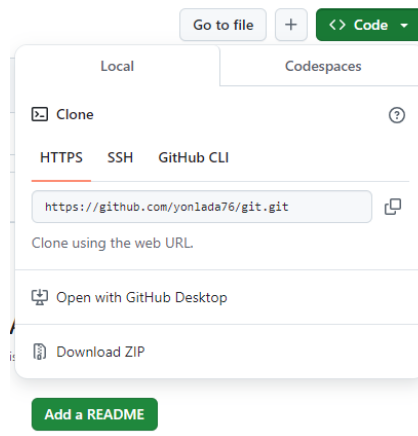 Go to file
Code
Local Codespaces
Clone
HTTPS SSH GitHub CLI
https://github.com/yonlada76/git.git
Clone using the web URL.
Open with GitHub Desktop
Download ZIP
Add a README